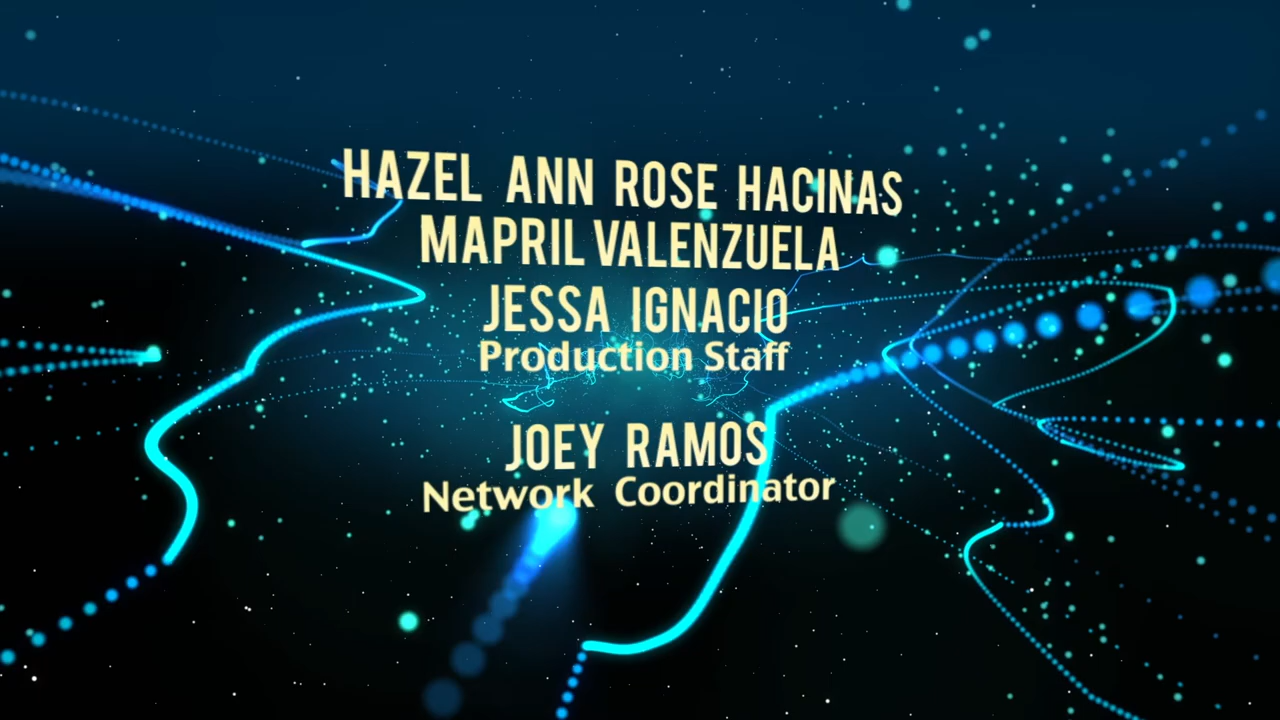 HAZEL ANN ROSE HACINAS
MAPRIL VALENZUELA
JESSA IGNACIO
Production Staff
JOEY RAMOS
Network Coordinator